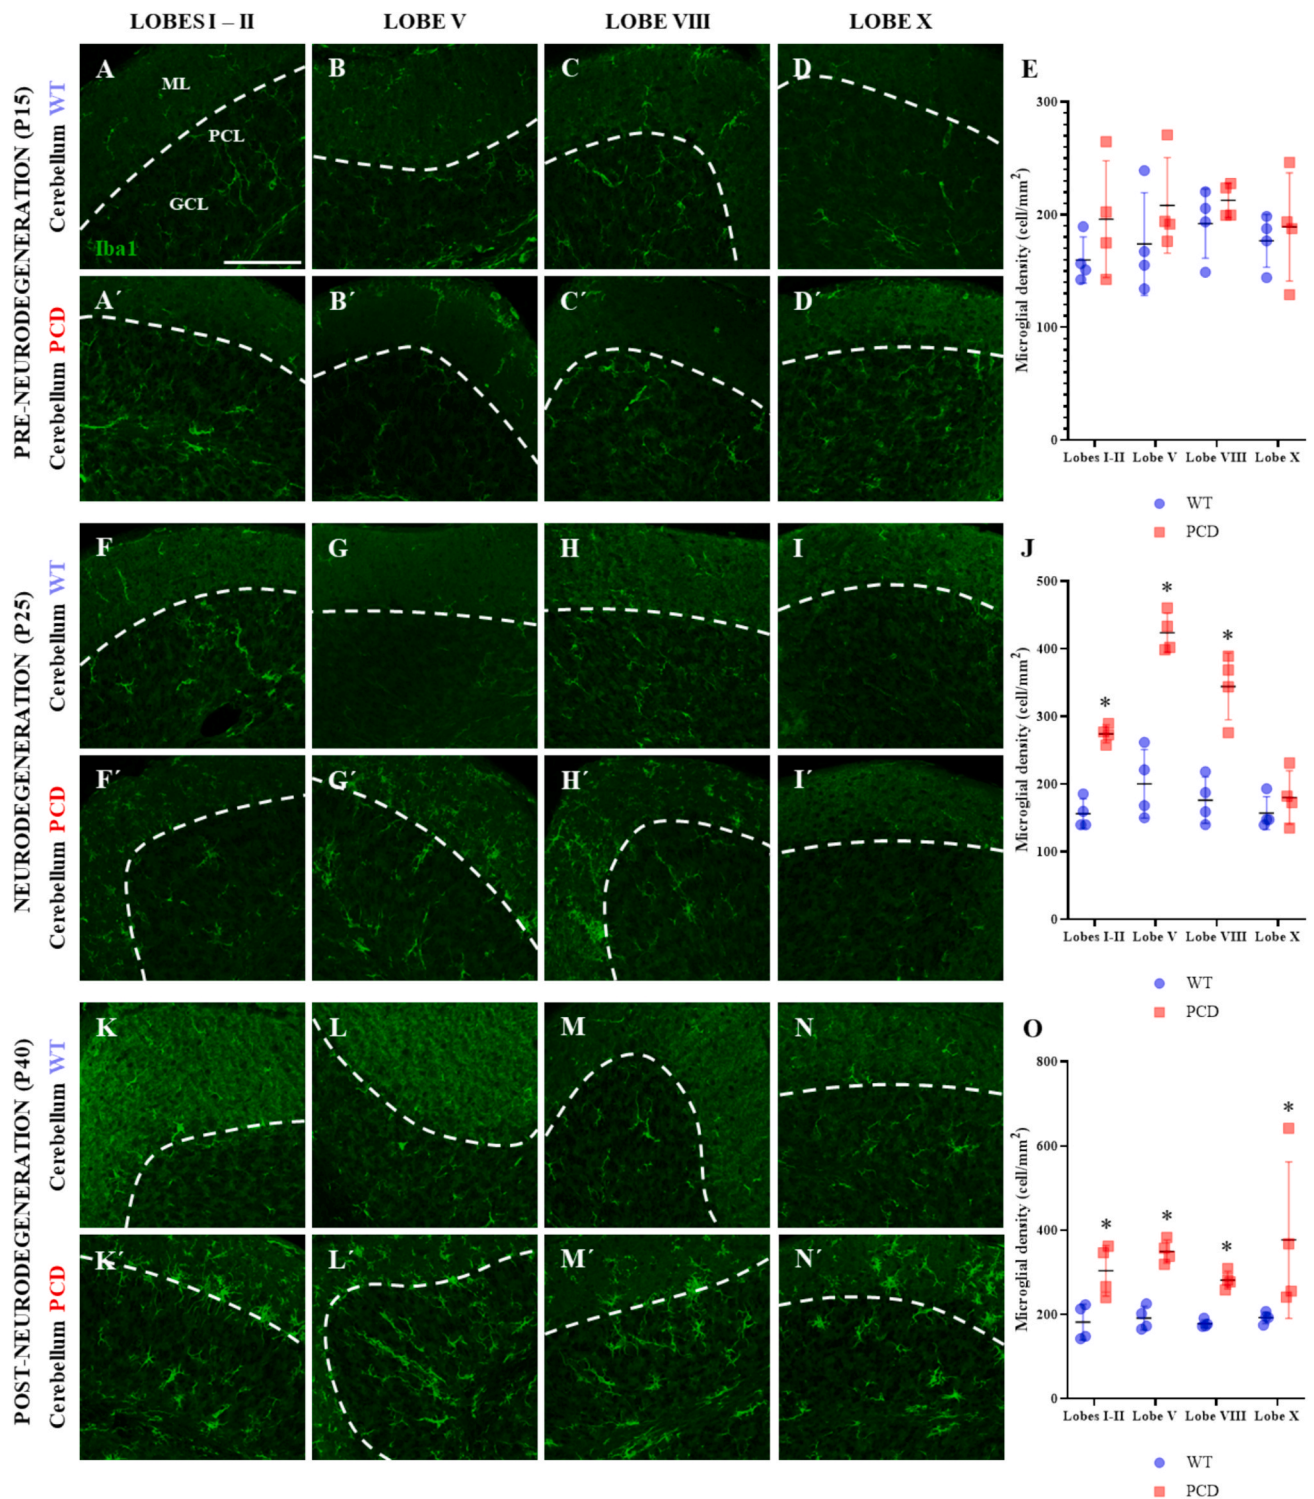 LOBES I – II LOBE V LOBE VIII LOBE X
PRE-NEURODEGENERATION (P15)
Cerebellum WT
A
ML
PCL
GCL
Iba1
B
C
D
Cerebellum PCD
A´
B´
C´
D´
E
Microglial density (cell/mm²)
300
200
100
0
Lobes I-II Lobe V Lobe VIII Lobe X
WT
PCD
NEURODEGENERATION (P25)
Cerebellum WT
F
G
H
I
Cerebellum PCD
F´
G´
H´
I´
J
Microglial density (cell/mm²)
500
400
300
200
100
0
* * *
Lobes I-II Lobe V Lobe VIII Lobe X
WT
PCD
POST-NEURODEGENERATION (P40)
Cerebellum WT
K
L
M
N
Cerebellum PCD
K´
L´
M´
N´
O
Microglial density (cell/mm²)
800
600
400
200
0
* * * *
Lobes I-II Lobe V Lobe VIII Lobe X
WT
PCD